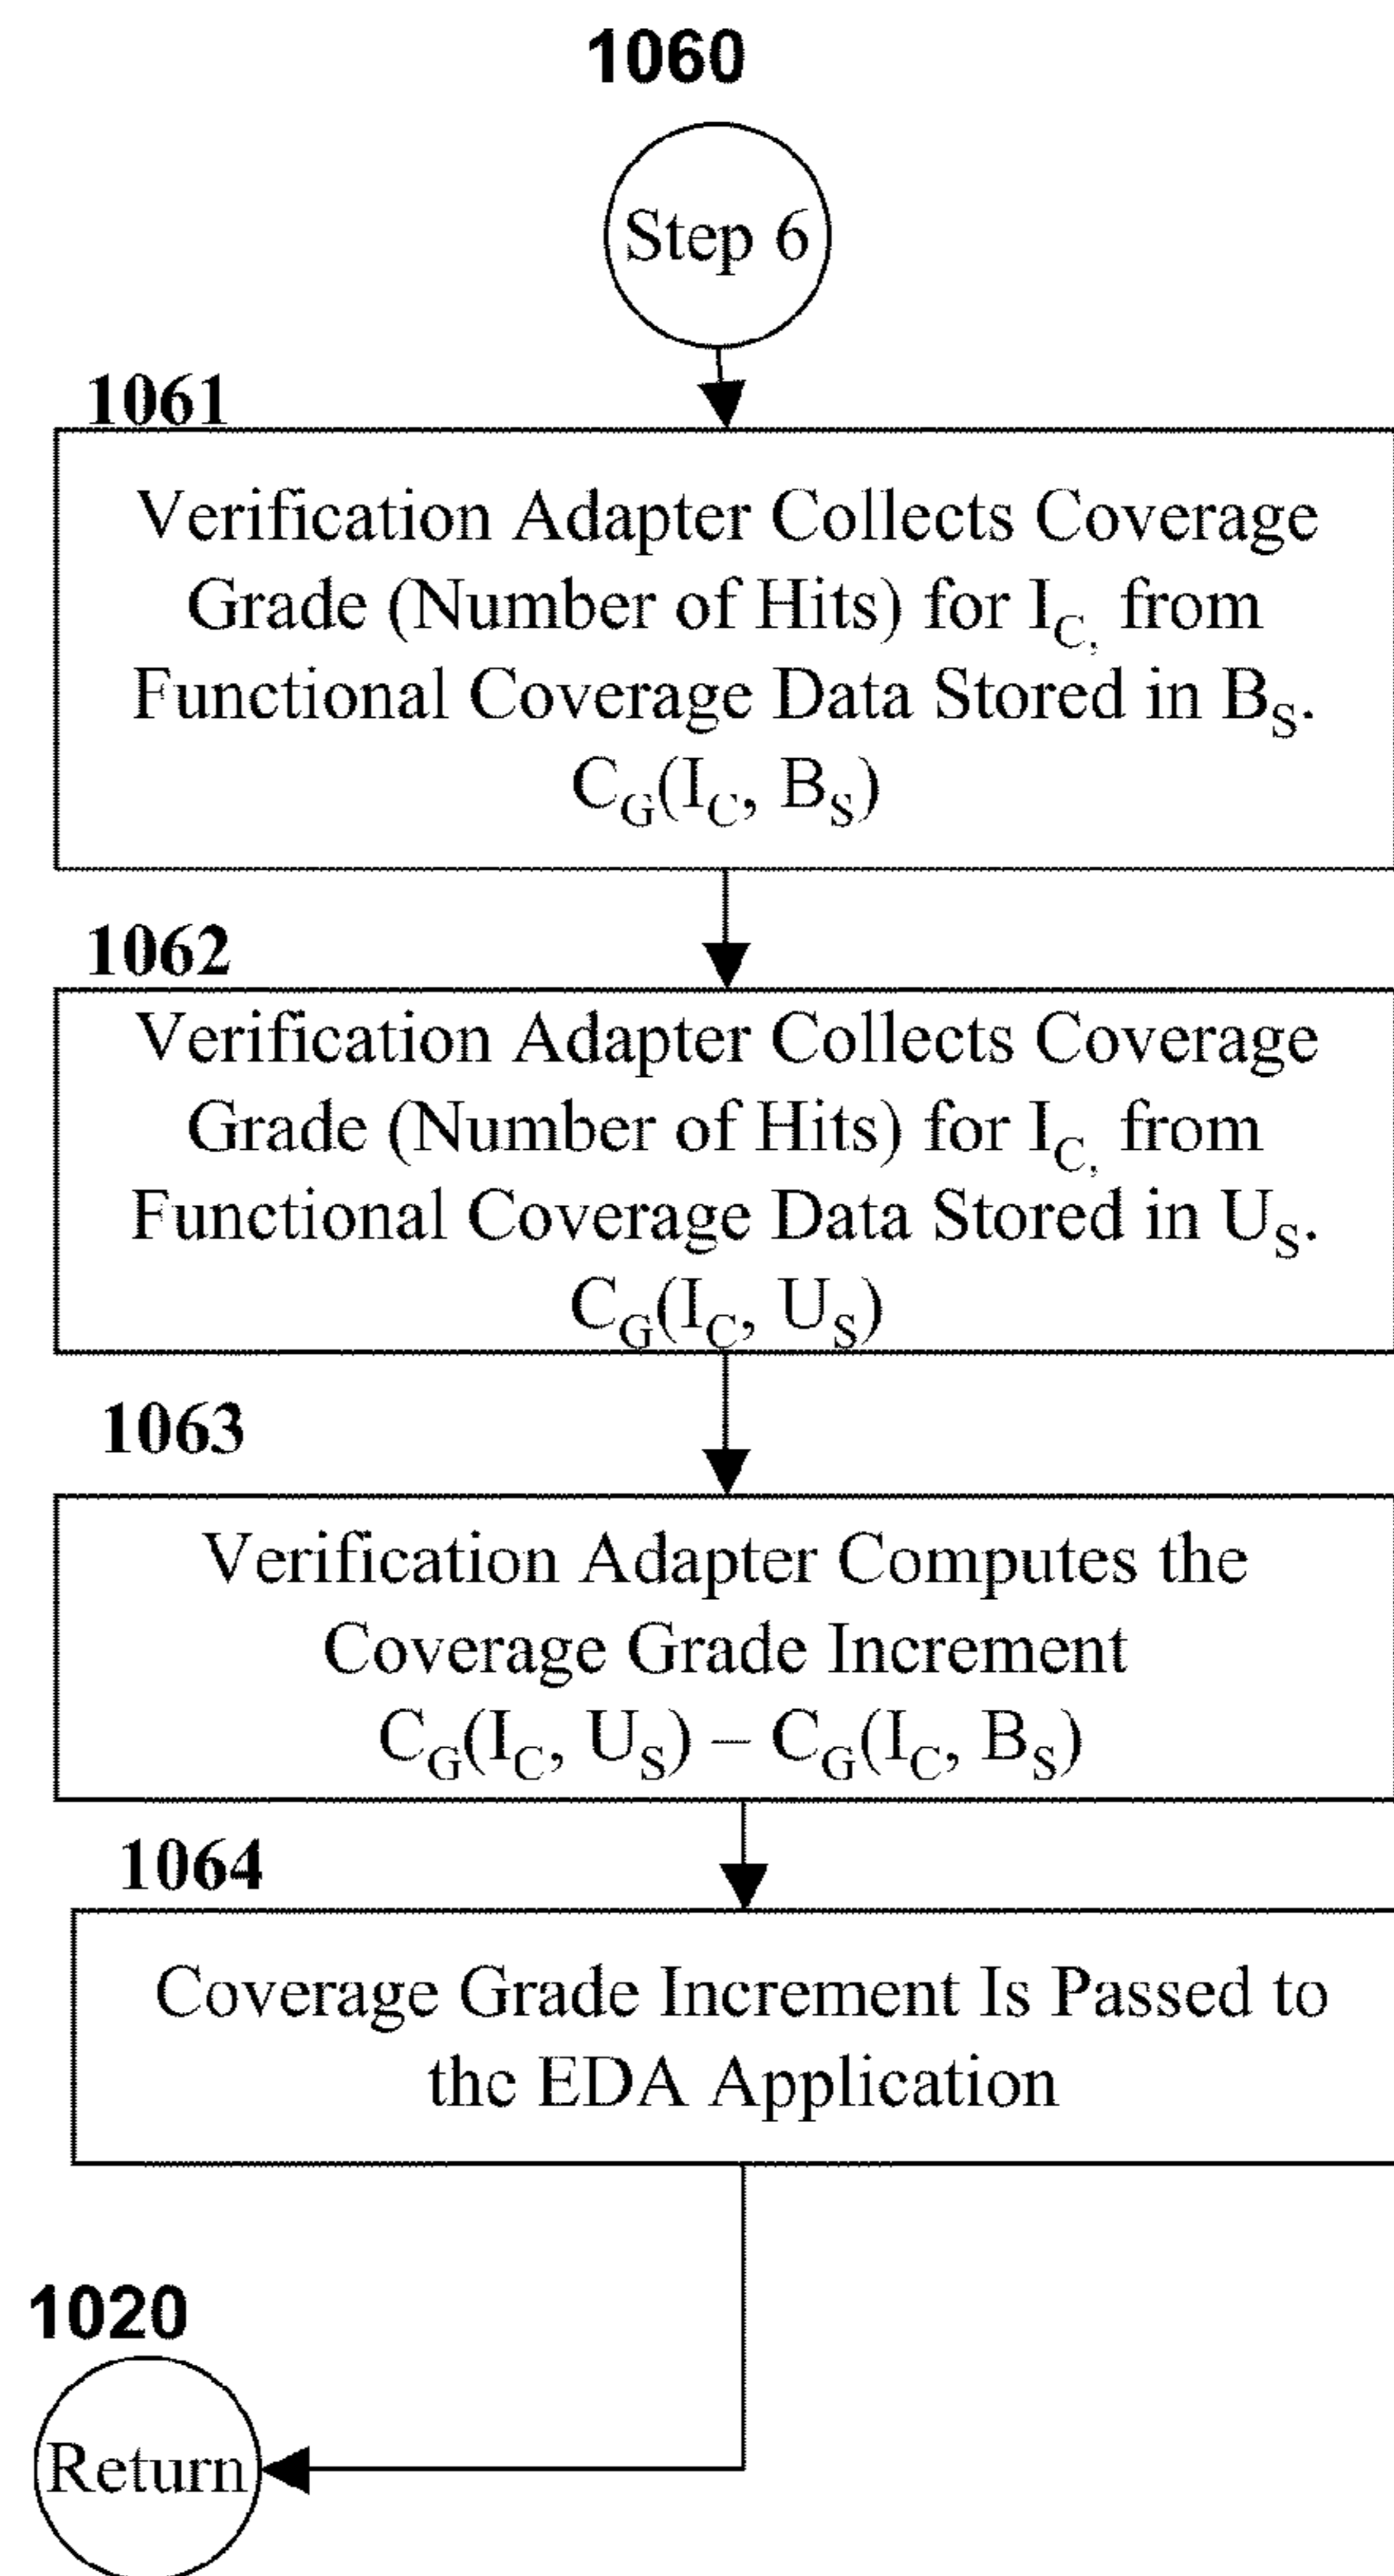 1060
Step 6
1061
Verification Adapter Collects Coverage
Grade (Number of Hits) for I_C, from
Functional Coverage Data Stored in B_S.
C_G(I_C, B_S)
1062
Verification Adapter Collects Coverage
Grade (Number of Hits) for I_C, from
Functional Coverage Data Stored in U_S.
C_G(I_C, U_S)
1063
Verification Adapter Computes the
Coverage Grade Increment
C_G(I_C, U_S) – C_G(I_C, B_S)
1064
Coverage Grade Increment Is Passed to
the EDA Application
1020
Return